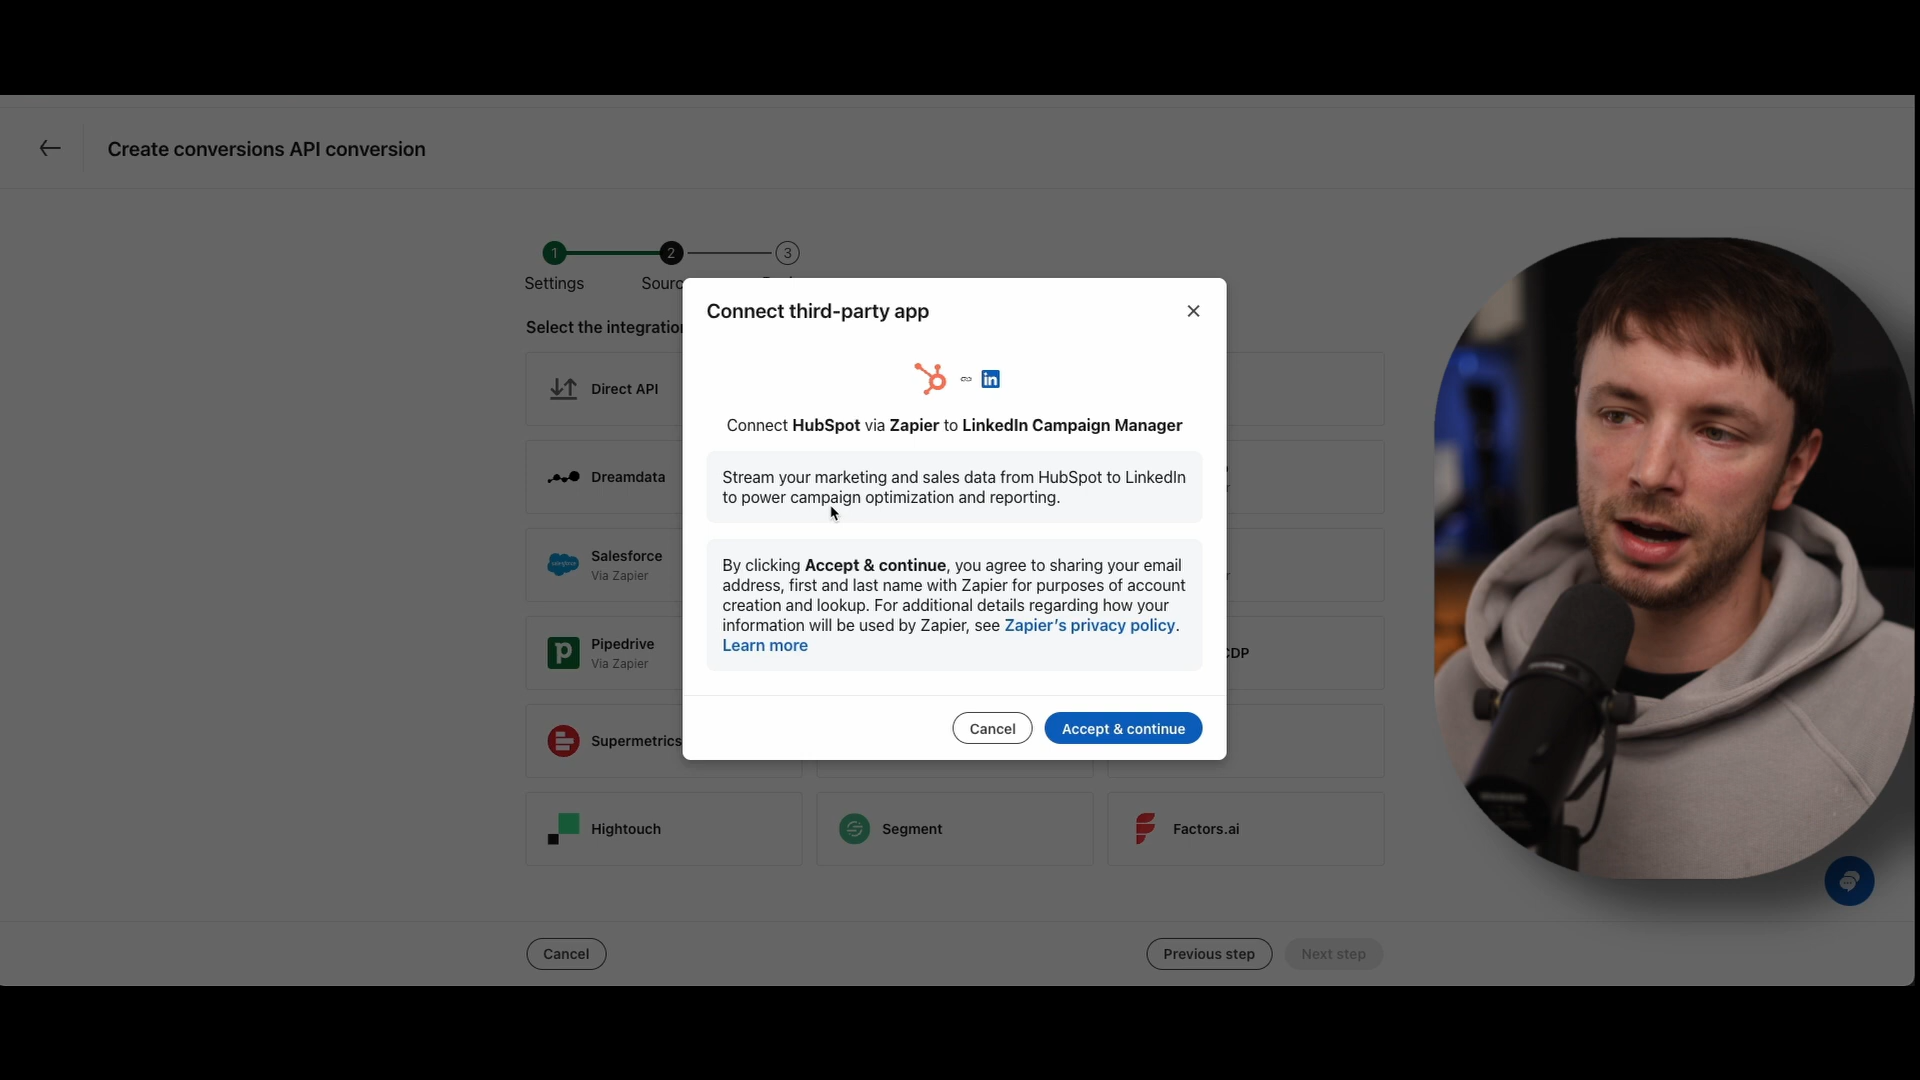 Create conversions API conversion
1
2
3
Settings
Select the integration
Connect third-party app
Connect HubSpot via Zapier to LinkedIn Campaign Manager
Stream your marketing and sales data from HubSpot to LinkedIn
to power campaign optimization and reporting.
By clicking Accept & continue, you agree to sharing your email
address, first and last name with Zapier for purposes of account
creation and lookup. For additional details regarding how your
information will be used by Zapier, see Zapier's privacy policy.
Learn more
Cancel
Accept & continue
Direct API
Dreamdata
Salesforce
Via Zapier
Pipedrive
Via Zapier
CDP
Supermetrics
Hightouch
Segment
Factors.ai
Cancel
Previous step
Next step